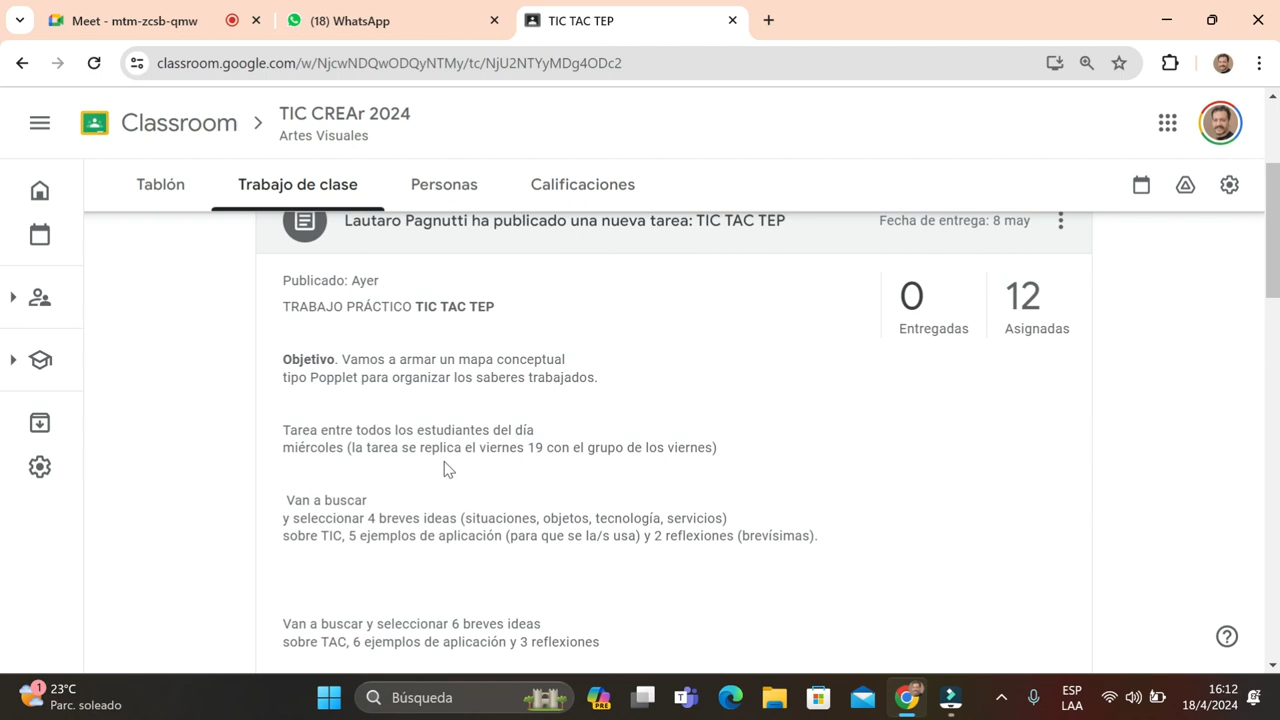 Meet - mtm-zcsb-qmw
(18) WhatsApp
TIC TAC TEP
classroom.google.com/w/NjcwNDQwODQyNTMy/tc/NjU2NTYyMDg4ODc2
Classroom
TIC CREAr 2024
Artes Visuales
Tablón
Trabajo de clase
Personas
Calificaciones
Lautaro Pagnutti ha publicado una nueva tarea: TIC TAC TEP
Fecha de entrega: 8 may
Publicado: Ayer
0
Entregadas
12
Asignadas
TRABAJO PRÁCTICO TIC TAC TEP
Objetivo. Vamos a armar un mapa conceptual
tipo Popplet para organizar los saberes trabajados.
Tarea entre todos los estudiantes del día
miércoles (la tarea se replica el viernes 19 con el grupo de los viernes)
Van a buscar
y seleccionar 4 breves ideas (situaciones, objetos, tecnología, servicios)
sobre TIC, 5 ejemplos de aplicación (para que se la/s usa) y 2 reflexiones (brevísimas).
Van a buscar y seleccionar 6 breves ideas
sobre TAC, 6 ejemplos de aplicación y 3 reflexiones
1
23°C
Parc. soleado
Búsqueda
PRE
ESP
LAA
16:12
18/4/2024